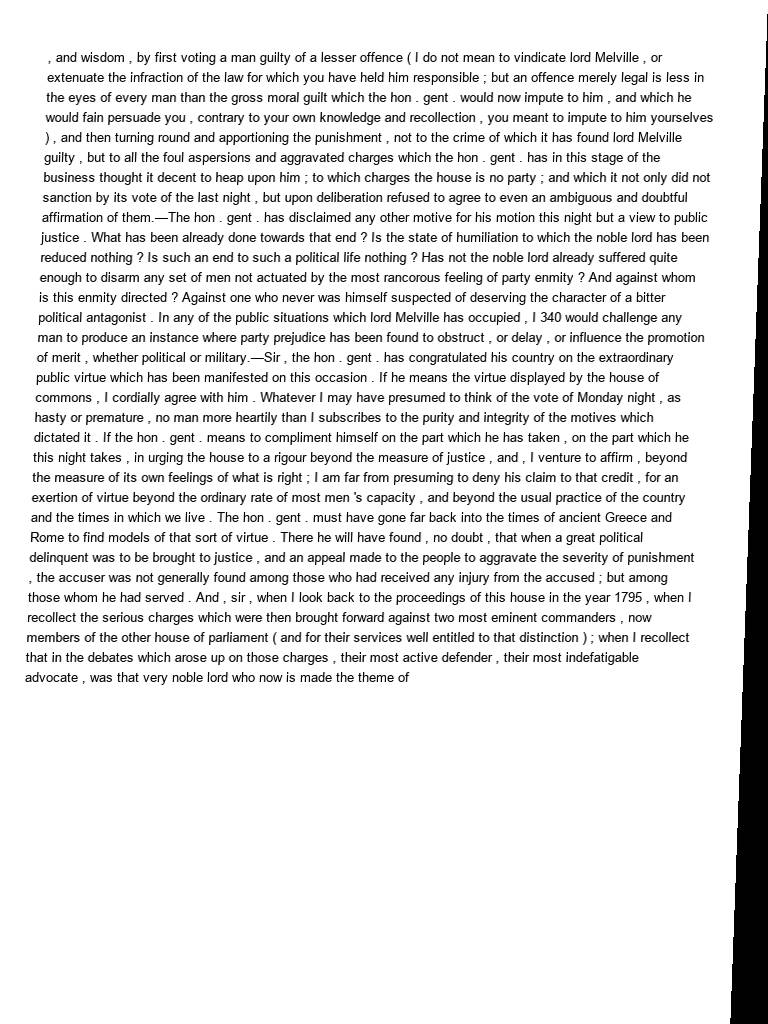 , and wisdom , by first voting a man guilty of a lesser offence ( I do not mean to vindicate lord Melville , or
extenuate the infraction of the law for which you have held him responsible ; but an offence merely legal is less in
the eyes of every man than the gross moral guilt which the hon . gent . would now impute to him , and which he
would fain persuade you , contrary to your own knowledge and recollection , you meant to impute to him yourselves
) , and then turning round and apportioning the punishment , not to the crime of which it has found lord Melville
guilty , but to all the foul aspersions and aggravated charges which the hon . gent . has in this stage of the
business thought it decent to heap upon him ; to which charges the house is no party ; and which it not only did not
sanction by its vote of the last night , but upon deliberation refused to agree to even an ambiguous and doubtful
affirmation of them.—The hon . gent . has disclaimed any other motive for his motion this night but a view to public
justice . What has been already done towards that end ? Is the state of humiliation to which the noble lord has been
reduced nothing ? Is such an end to such a political life nothing ? Has not the noble lord already suffered quite
enough to disarm any set of men not actuated by the most rancorous feeling of party enmity ? And against whom
is this enmity directed ? Against one who never was himself suspected of deserving the character of a bitter
political antagonist . In any of the public situations which lord Melville has occupied , I 340 would challenge any
man to produce an instance where party prejudice has been found to obstruct , or delay , or influence the promotion
of merit , whether political or military.—Sir , the hon . gent . has congratulated his country on the extraordinary
public virtue which has been manifested on this occasion . If he means the virtue displayed by the house of
commons , I cordially agree with him . Whatever I may have presumed to think of the vote of Monday night , as
hasty or premature , no man more heartily than I subscribes to the purity and integrity of the motives which
dictated it . If the hon . gent . means to compliment himself on the part which he has taken , on the part which he
this night takes , in urging the house to a rigour beyond the measure of justice , and , I venture to affirm , beyond
the measure of its own feelings of what is right ; I am far from presuming to deny his claim to that credit , for an
exertion of virtue beyond the ordinary rate of most men 's capacity , and beyond the usual practice of the country
and the times in which we live . The hon . gent . must have gone far back into the times of ancient Greece and
Rome to find models of that sort of virtue . There he will have found , no doubt , that when a great political
delinquent was to be brought to justice , and an appeal made to the people to aggravate the severity of punishment
, the accuser was not generally found among those who had received any injury from the accused ; but among
those whom he had served . And , sir , when I look back to the proceedings of this house in the year 1795 , when I
recollect the serious charges which were then brought forward against two most eminent commanders , now
members of the other house of parliament ( and for their services well entitled to that distinction ) ; when I recollect
that in the debates which arose up on those charges , their most active defender , their most indefatigable
advocate , was that very noble lord who now is made the theme of